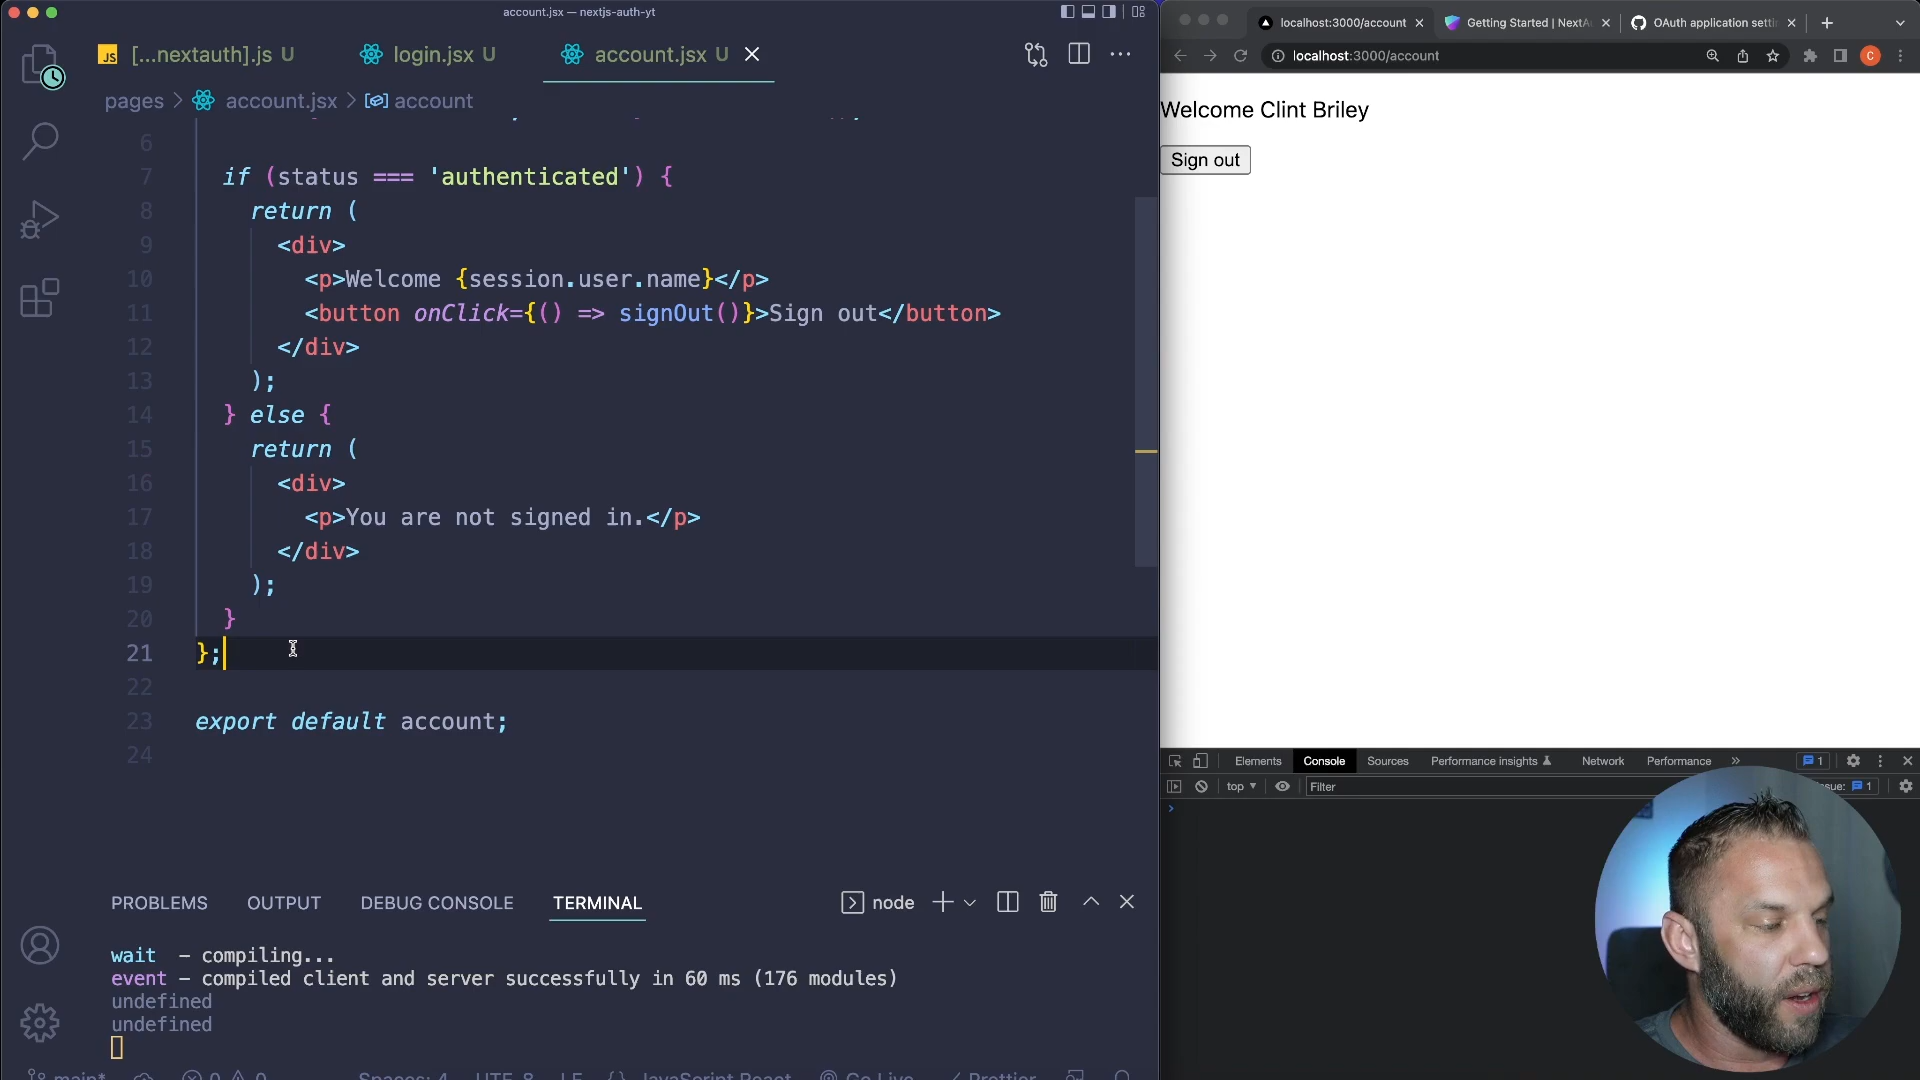 account.jsx — nextjs-auth-yt
JS [...nextauth].js U
login.jsx U
account.jsx U
pages > account.jsx > account
6
7 if (status === 'authenticated') {
8 return (
9 <div>
10 <p>Welcome {session.user.name}</p>
11 <button onClick={() => signOut()}>Sign out</button>
12 </div>
13 );
14 } else {
15 return (
16 <div>
17 <p>You are not signed in.</p>
18 </div>
19 );
20 }
21 };
22
23 export default account;
24
PROBLEMS OUTPUT DEBUG CONSOLE TERMINAL
node
wait - compiling...
event - compiled client and server successfully in 60 ms (176 modules)
undefined
undefined
main* 0 0 Spaces: 4 UTF-8 LF {} JavaScript React Go Live Prettier
localhost:3000/account
Getting Started | NextA
OAuth application setti
localhost:3000/account
C
Welcome Clint Briley
Sign out
Elements Console Sources Performance insights Network Performance » 1
top Filter
sue: 1